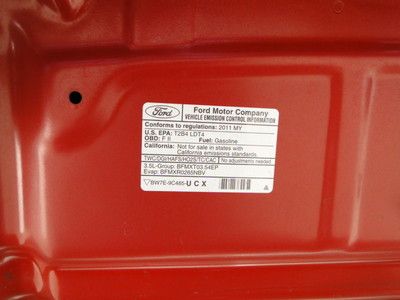 Ford
Ford Motor Company
VEHICLE EMISSION CONTROL INFORMATION
Conforms to regulations: 2011 MY
U.S. EPA: T2B4 LDT4
OBD: F II Fuel: Gasoline
California: Not for sale in states with
California emissions standards.
TWC/DGI/HAFS/HO2S/TC/CAC No adjustments needed.
3.5L-Group: BFMXT03.54EP
Evap: BFMXR0265NBV
BW7E-9C485-UCX